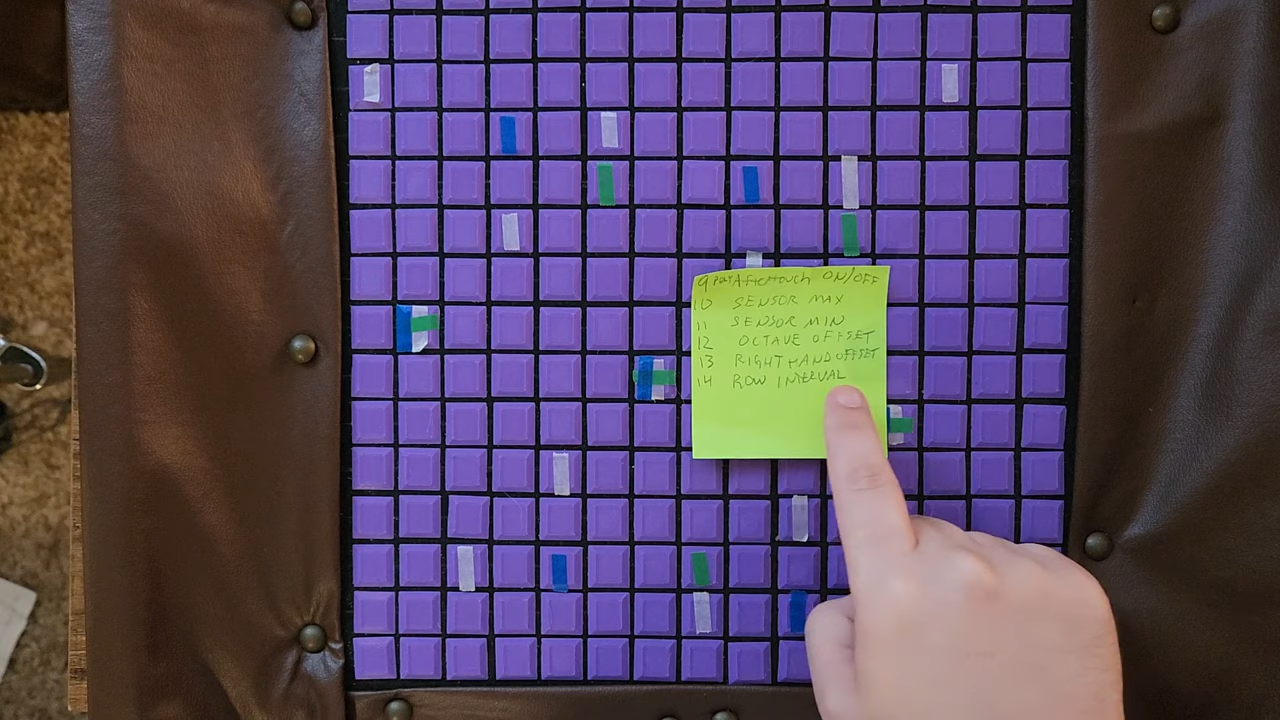 9 PolyAftertouch ON/OFF
10 SENSOR MAX
11 SENSOR MIN
12 OCTAVE OFFSET
13 RIGHT HAND OFFSET
14 ROW INTERVAL